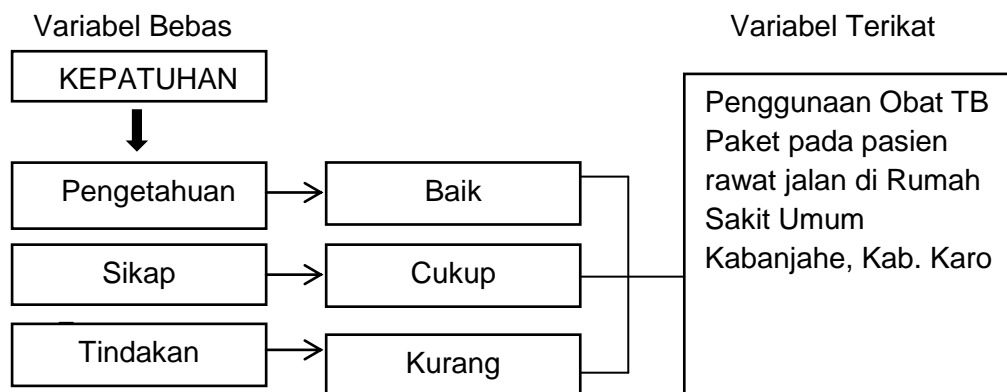 Variabel Bebas
Variabel Terikat
KEPATUHAN
Pengetahuan
Baik
Sikap
Cukup
Tindakan
Kurang
Penggunaan Obat TB
Paket pada pasien
rawat jalan di Rumah
Sakit Umum
Kabanjahe, Kab. Karo